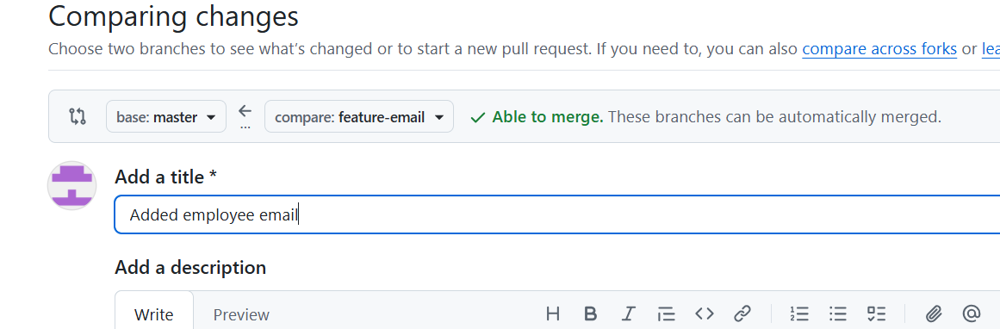 Comparing changes
Choose two branches to see what's changed or to start a new pull request. If you need to, you can also compare across forks or
base: master ← ... compare: feature-email ✓ Able to merge. These branches can be automatically merged.
Add a title *
Added employee email
Add a description
Write Preview H B I